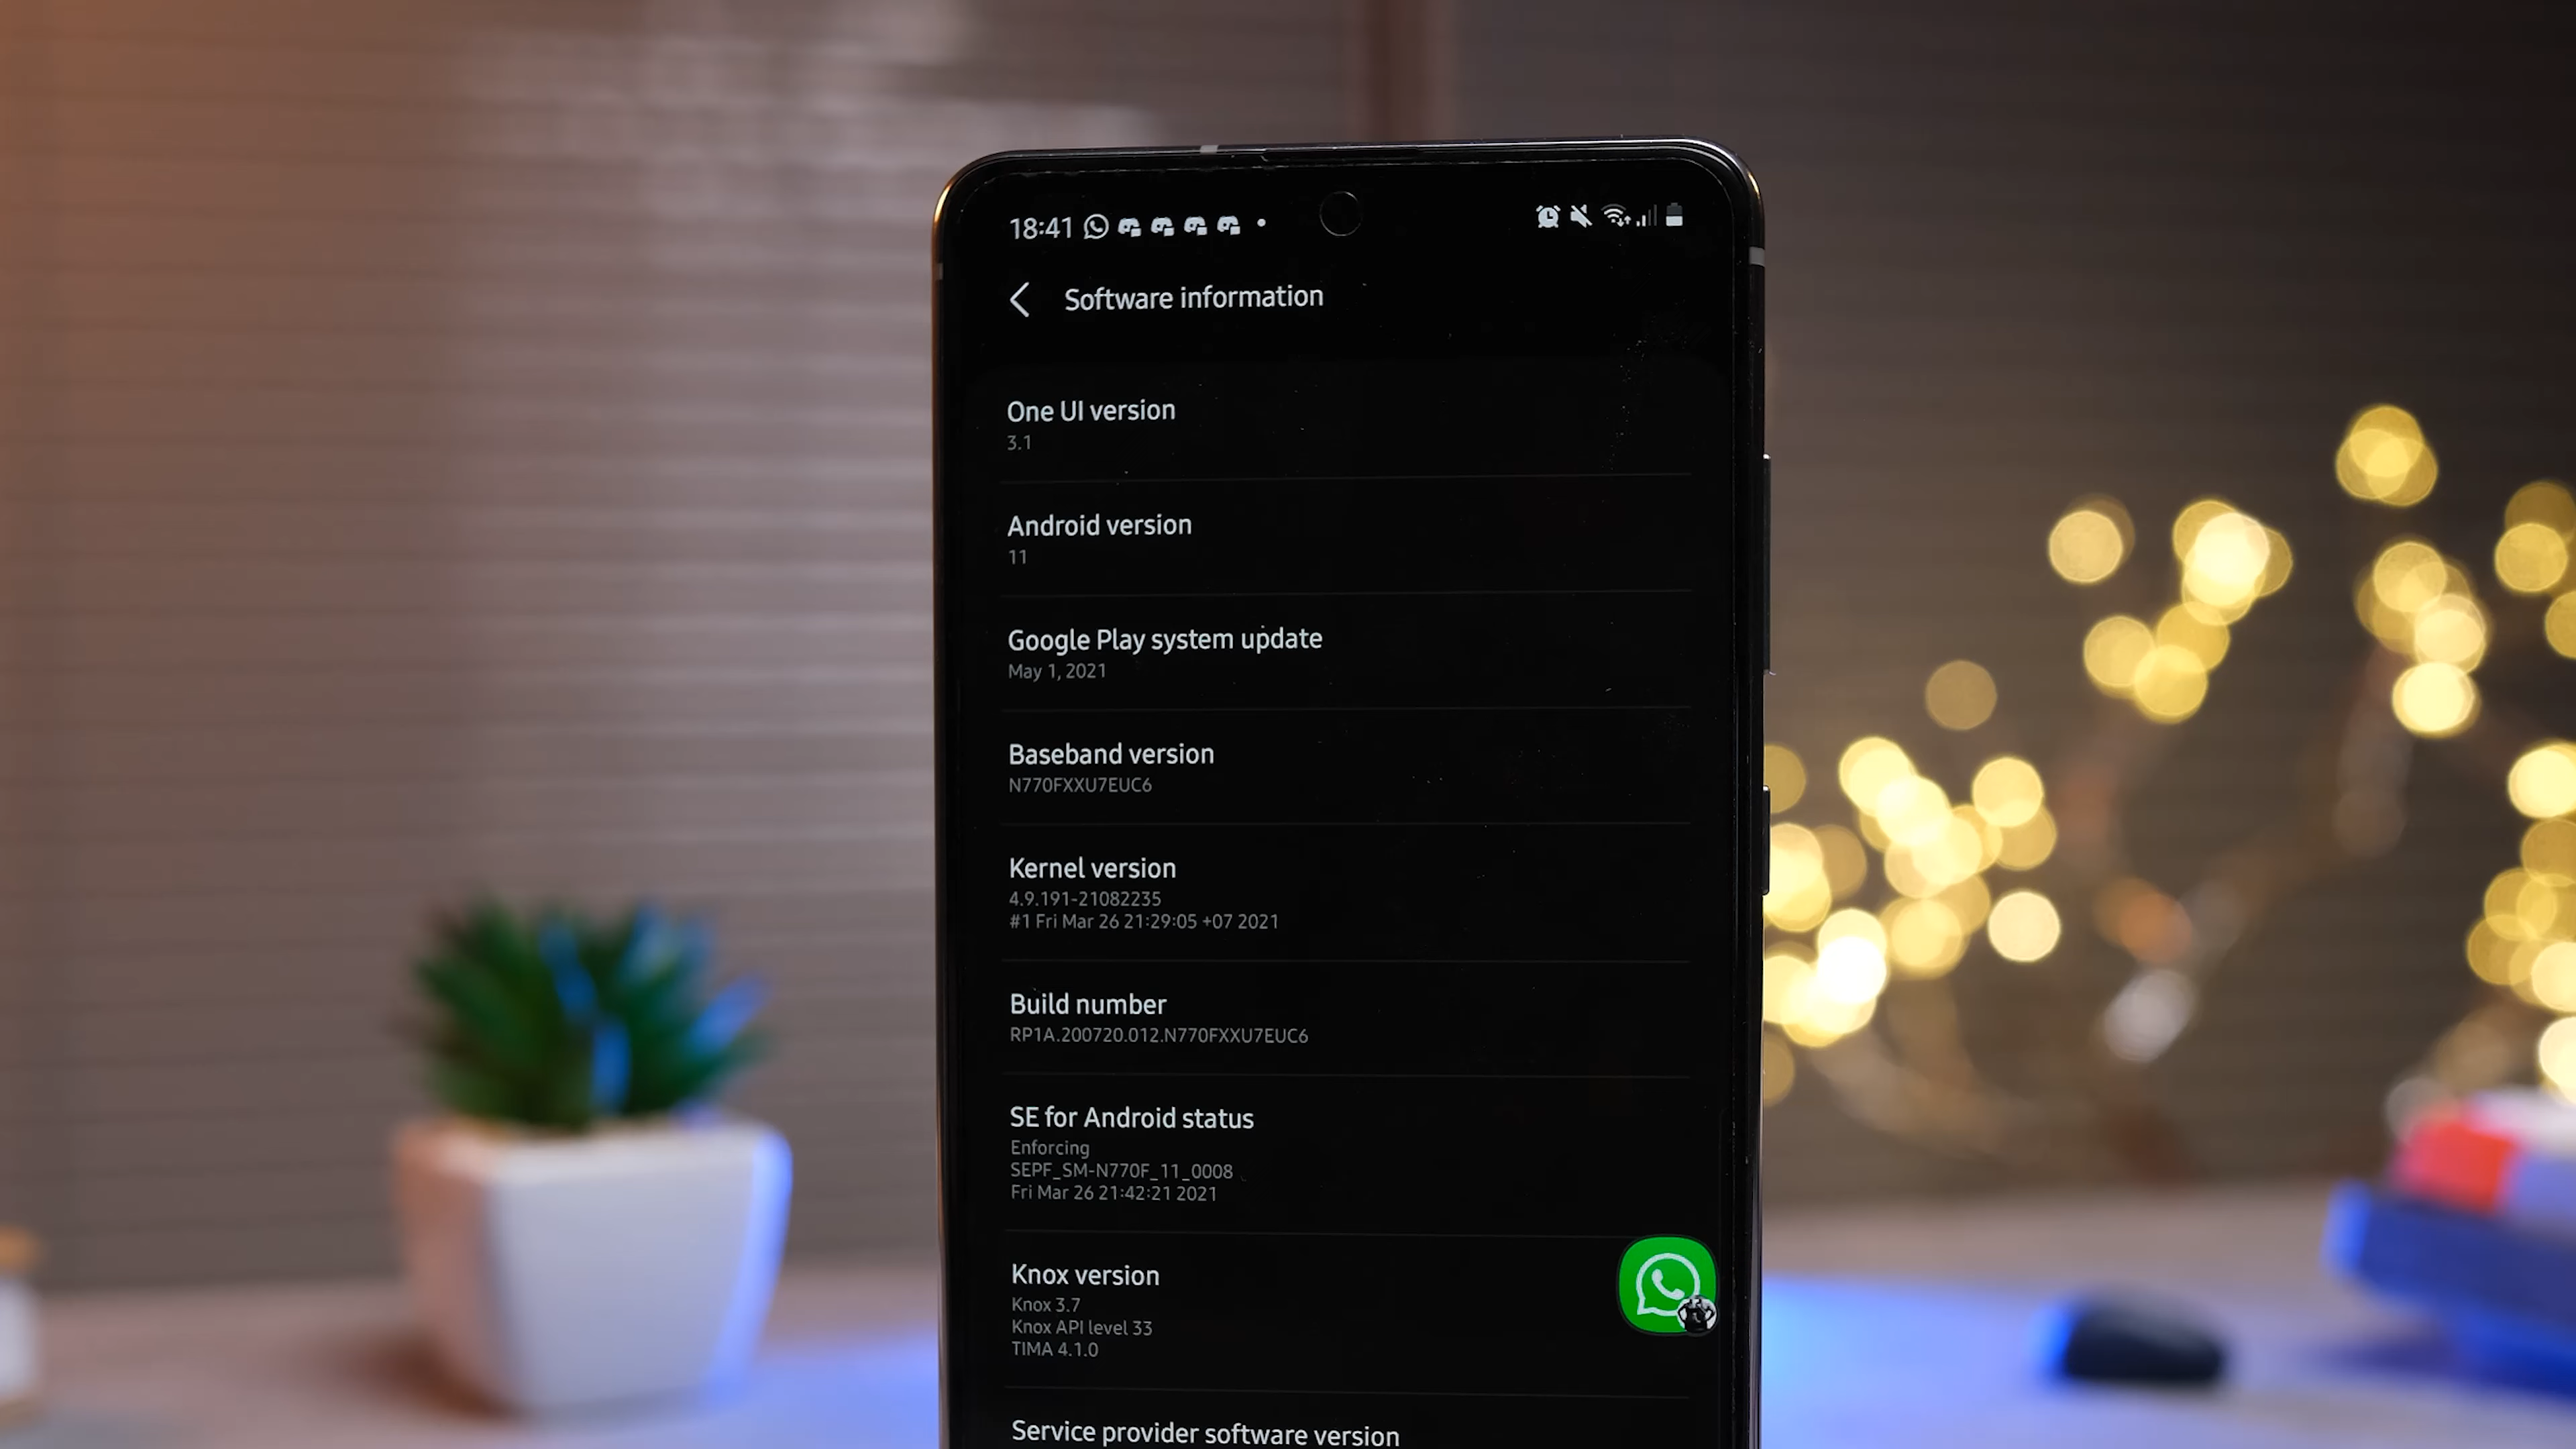 18:41
Software information
One UI version
3.1
Android version
11
Google Play system update
May 1, 2021
Baseband version
N770FXXU7EUC6
Kernel version
4.9.191-21082235
#1 Fri Mar 26 21:29:05 +07 2021
Build number
RP1A.200720.012.N770FXXU7EUC6
SE for Android status
Enforcing
SEPF_SM-N770F_11_0008
Fri Mar 26 21:42:21 2021
Knox version
Knox 3.7
Knox API level 33
TIMA 4.1.0
Service provider software version